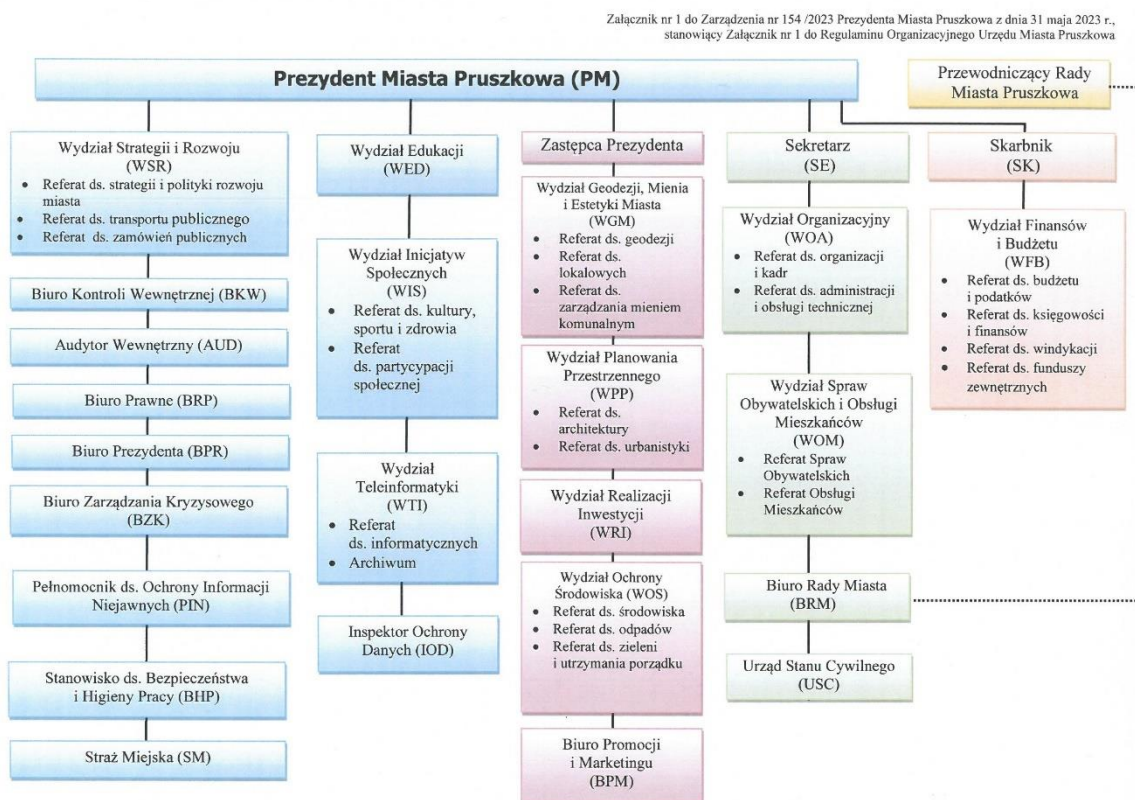 Załącznik nr 1 do Zarządzenia nr 154 /2023 Prezydenta Miasta Pruszkowa z dnia 31 maja 2023 r.,
stanowiący Załącznik nr 1 do Regulaminu Organizacyjnego Urzędu Miasta Pruszkowa
Prezydent Miasta Pruszkowa (PM)
Przewodniczący Rady
Miasta Pruszkowa
Wydział Strategii i Rozwoju
(WSR)
• Referat ds. strategii i polityki rozwoju
miasta
• Referat ds. transportu publicznego
• Referat ds. zamówień publicznych
Biuro Kontroli Wewnętrznej (BKW)
Audytor Wewnętrzny (AUD)
Biuro Prawne (BRP)
Biuro Prezydenta (BPR)
Biuro Zarządzania Kryzysowego
(BZK)
Pełnomocnik ds. Ochrony Informacji
Niejawnych (PIN)
Stanowisko ds. Bezpieczeństwa
i Higieny Pracy (BHP)
Straż Miejska (SM)
Wydział Edukacji
(WED)
Wydział Inicjatyw
Społecznych
(WIS)
• Referat ds. kultury,
sportu i zdrowia
• Referat
ds. partycypacji
społecznej
Wydział
Teleinformatyki
(WTI)
• Referat
ds. informatycznych
• Archiwum
Inspektor Ochrony
Danych (IOD)
Zastępca Prezydenta
Wydział Geodezji, Mienia
i Estetyki Miasta
(WGM)
• Referat ds. geodezji
• Referat ds.
lokalowych
• Referat ds.
zarządzania mieniem
komunalnym
Wydział Planowania
Przestrzennego
(WPP)
• Referat ds.
architektury
• Referat ds. urbanistyki
Wydział Realizacji
Inwestycji
(WRI)
Wydział Ochrony
Środowiska (WOS)
• Referat ds. środowiska
• Referat ds. odpadów
• Referat ds. zieleni
i utrzymania porządku
Biuro Promocji
i Marketingu
(BPM)
Sekretarz
(SE)
Wydział Organizacyjny
(WOA)
• Referat ds. organizacji
i kadr
• Referat ds. administracji
i obsługi technicznej
Wydział Spraw
Obywatelskich i Obsługi
Mieszkańców
(WOM)
• Referat Spraw
Obywatelskich
• Referat Obsługi
Mieszkańców
Biuro Rady Miasta
(BRM)
Urząd Stanu Cywilnego
(USC)
Skarbnik
(SK)
Wydział Finansów
i Budżetu
(WFB)
• Referat ds. budżetu
i podatków
• Referat ds. księgowości
i finansów
• Referat ds. windykacji
• Referat ds. funduszy
zewnętrznych